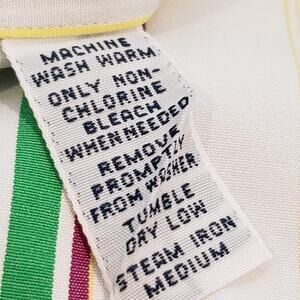 MACHINE
WASH WARM
ONLY NON-
CHLORINE
BLEACH
WHEN NEEDED
REMOVE
PROMPTLY
FROM WASHER
TUMBLE
DRY LOW
STEAM IRON
MEDIUM